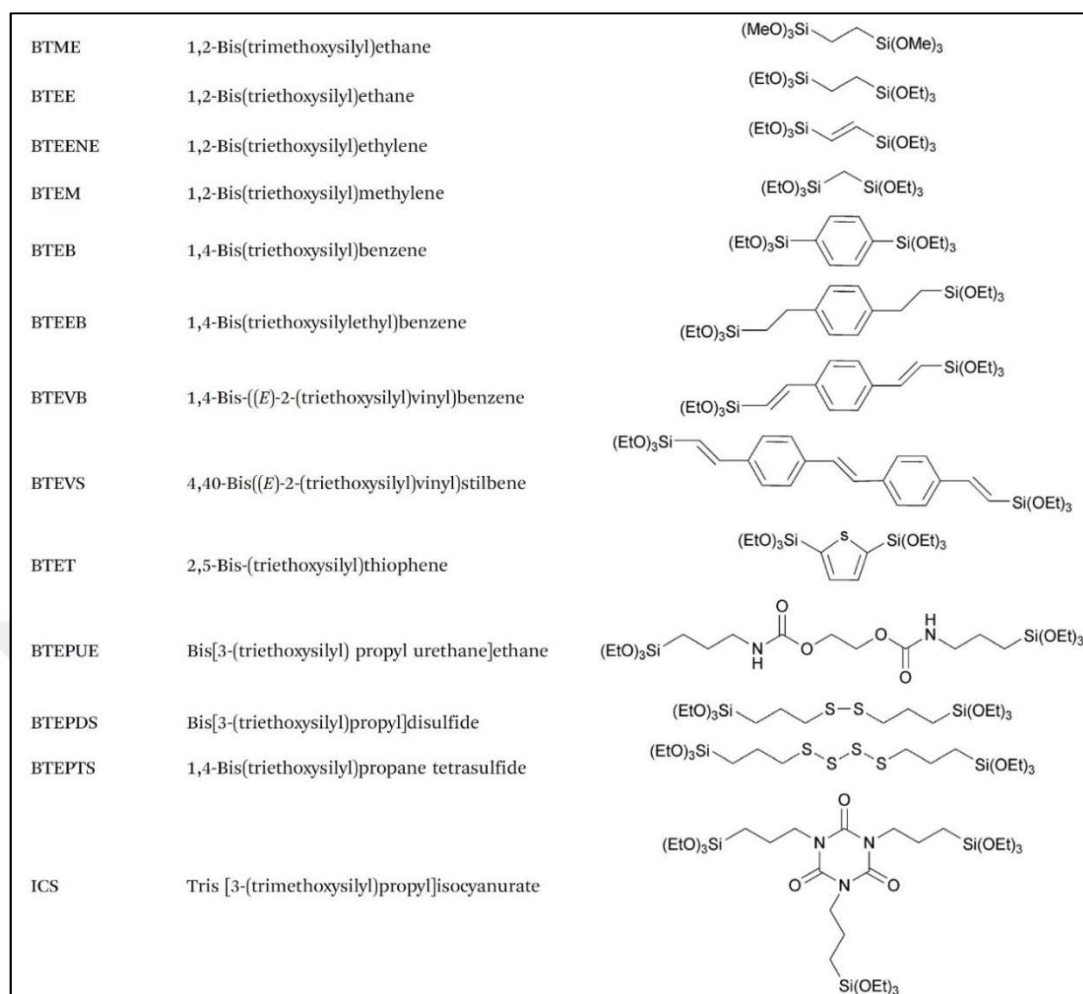 BTME 1,2-Bis(trimethoxysilyl)ethane (MeO)3Si Si(OMe)3
BTEE 1,2-Bis(triethoxysilyl)ethane (EtO)3Si Si(OEt)3
BTEENE 1,2-Bis(triethoxysilyl)ethylene (EtO)3Si Si(OEt)3
BTEM 1,2-Bis(triethoxysilyl)methylene (EtO)3Si Si(OEt)3
BTEB 1,4-Bis(triethoxysilyl)benzene (EtO)3Si Si(OEt)3
Si(OEt)3
BTEEB 1,4-Bis(triethoxysilylethyl)benzene
(EtO)3Si
Si(OEt)3
BTEVB 1,4-Bis-((E)-2-(triethoxysilyl)vinyl)benzene
(EtO)3Si
(EtO)3Si
BTEVS 4,40-Bis((E)-2-(triethoxysilyl)vinyl)stilbene
Si(OEt)3
S
(EtO)3Si Si(OEt)3
BTET 2,5-Bis-(triethoxysilyl)thiophene
O H
O N Si(OEt)3
BTEPUE Bis[3-(triethoxysilyl) propyl urethane]ethane
(EtO)3Si N O
H O
BTEPDS Bis[3-(triethoxysilyl)propyl]disulfide (EtO)3Si S S Si(OEt)3
(EtO)3Si S S
BTEPTS 1,4-Bis(triethoxysilyl)propane tetrasulfide S S Si(OEt)3
O
(EtO)3Si N N Si(OEt)3
ICS Tris [3-(trimethoxysilyl)propyl]isocyanurate O N O
Si(OEt)3